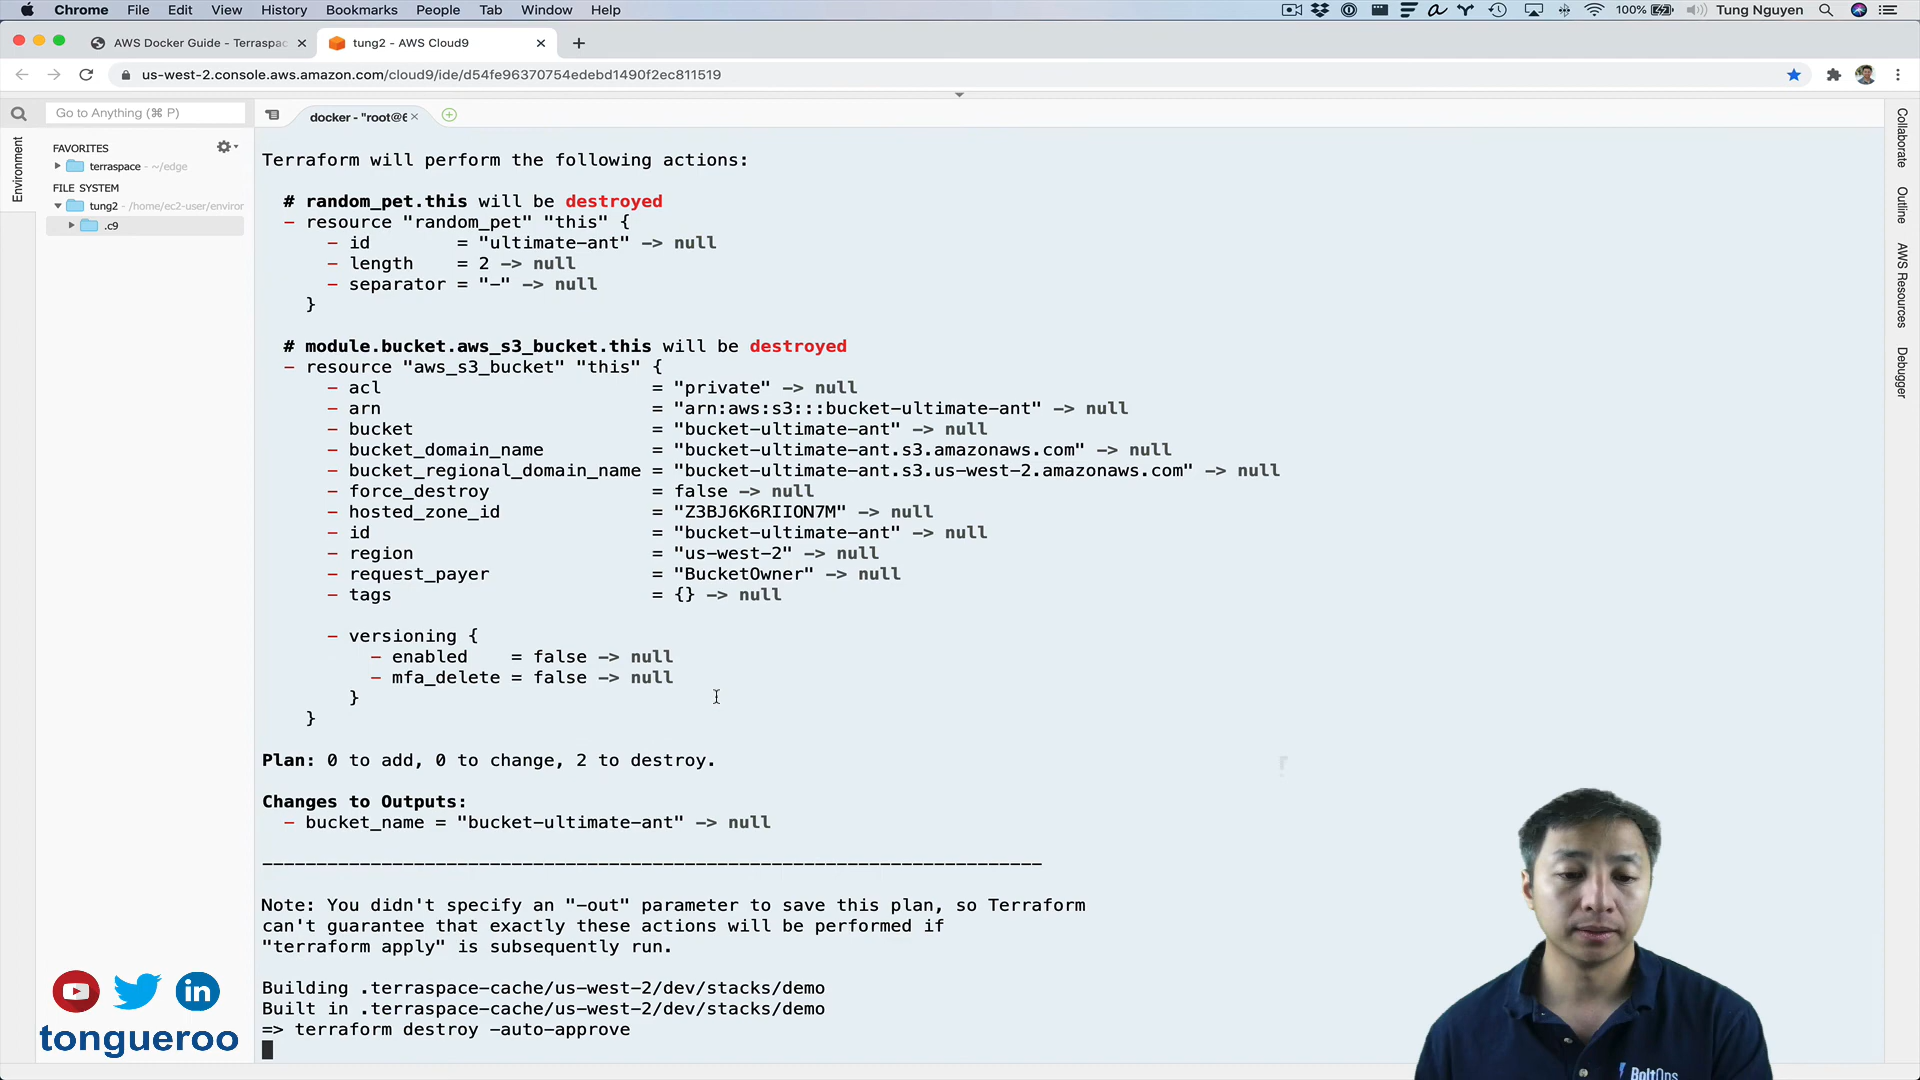 Chrome File Edit View History Bookmarks People Tab Window Help 100% Tung Nguyen
AWS Docker Guide - Terraspac
tung2 - AWS Cloud9
us-west-2.console.aws.amazon.com/cloud9/ide/d54fe96370754edebd1490f2ec811519
Go to Anything (⌘ P)
docker - "root@
Environment
FAVORITES
terraspace - ~/edge
FILE SYSTEM
tung2 - /home/ec2-user/enviror
.c9
Collaborate
Outline
AWS Resources
Debugger
Terraform will perform the following actions:
# random_pet.this will be destroyed
- resource "random_pet" "this" {
- id = "ultimate-ant" -> null
- length = 2 -> null
- separator = "-" -> null
}
# module.bucket.aws_s3_bucket.this will be destroyed
- resource "aws_s3_bucket" "this" {
- acl = "private" -> null
- arn = "arn:aws:s3:::bucket-ultimate-ant" -> null
- bucket = "bucket-ultimate-ant" -> null
- bucket_domain_name = "bucket-ultimate-ant.s3.amazonaws.com" -> null
- bucket_regional_domain_name = "bucket-ultimate-ant.s3.us-west-2.amazonaws.com" -> null
- force_destroy = false -> null
- hosted_zone_id = "Z3BJ6K6RIION7M" -> null
- id = "bucket-ultimate-ant" -> null
- region = "us-west-2" -> null
- request_payer = "BucketOwner" -> null
- tags = {} -> null
- versioning {
- enabled = false -> null
- mfa_delete = false -> null
}
}
Plan: 0 to add, 0 to change, 2 to destroy.
Changes to Outputs:
- bucket_name = "bucket-ultimate-ant" -> null
------------------------------------------------------------------------
Note: You didn't specify an "-out" parameter to save this plan, so Terraform
can't guarantee that exactly these actions will be performed if
"terraform apply" is subsequently run.
Building .terraspace-cache/us-west-2/dev/stacks/demo
Built in .terraspace-cache/us-west-2/dev/stacks/demo
=> terraform destroy -auto-approve
in
tongueroo
BoltOps